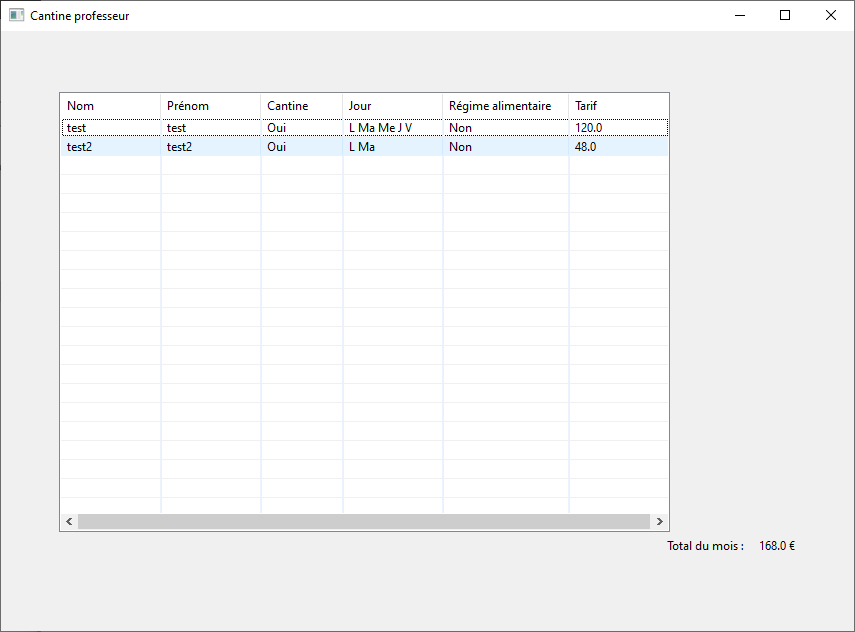 Cantine professeur
Nom Prénom Cantine Jour Régime alimentaire Tarif
test test Oui L Ma Me J V Non 120.0
test2 test2 Oui L Ma Non 48.0
Total du mois : 168.0 €